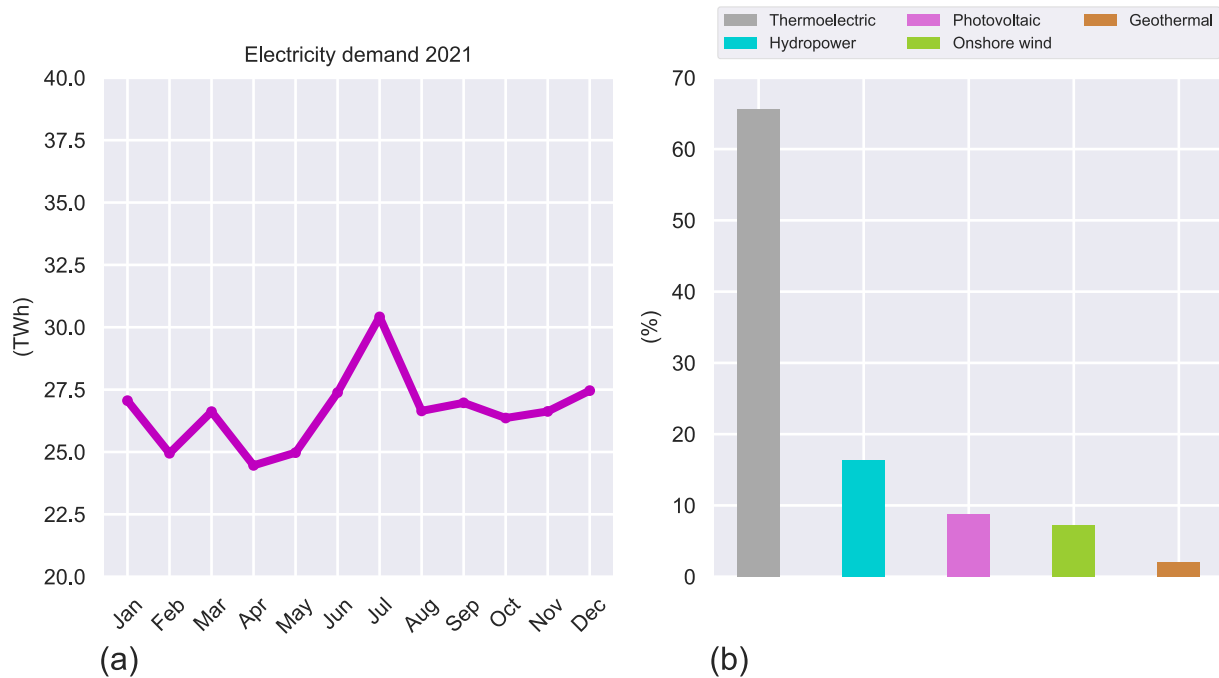 Electricity demand 2021
(TWh)
40.0
37.5
35.0
32.5
30.0
27.5
25.0
22.5
20.0
Jan Feb Mar Apr May Jun Jul Aug Sep Oct Nov Dec
(a)
Thermoelectric Photovoltaic Geothermal
Hydropower Onshore wind
(%)
70
60
50
40
30
20
10
0
(b)